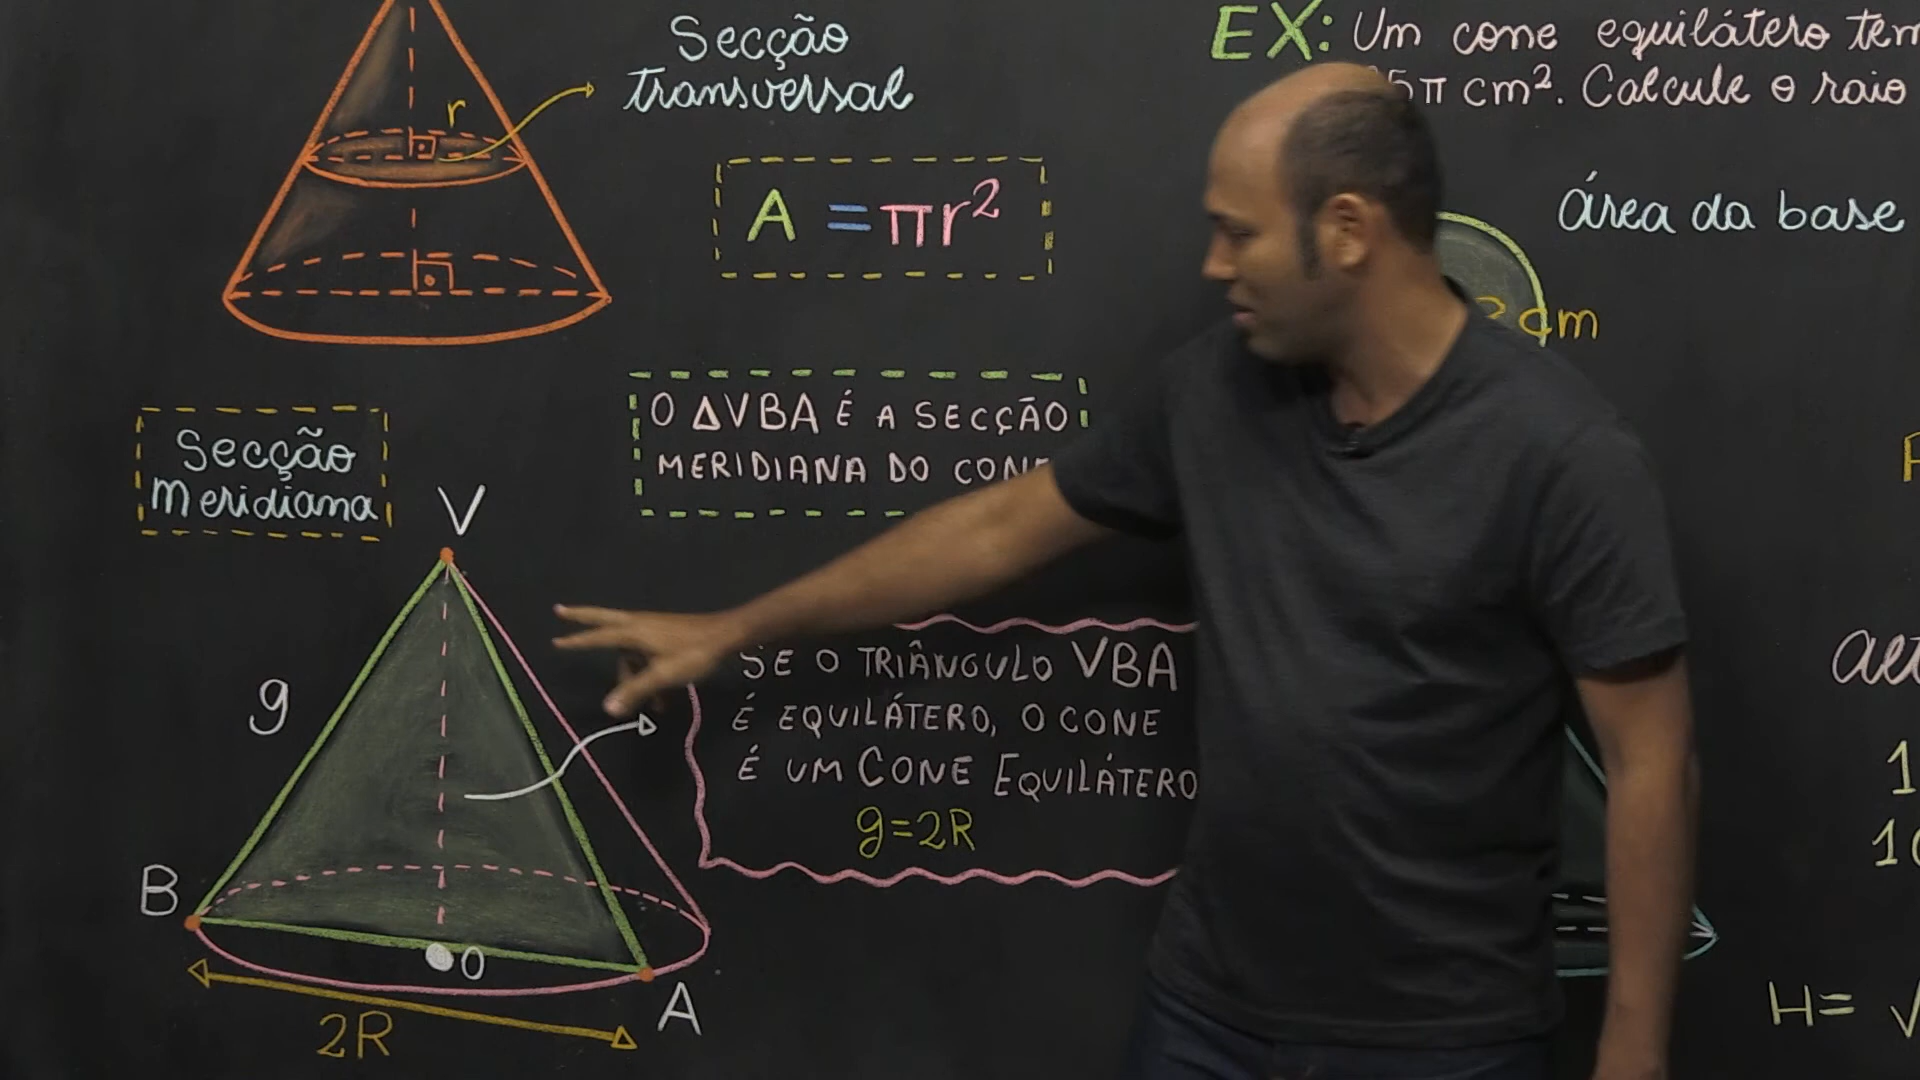 Secção
transversal
r
A = πr²
Secção
Meridiana
O ΔVBA É A SECÇÃO
MERIDIANA DO CONE
V
g
B
O
A
2R
SE O TRIÂNGULO VBA
É EQUILÁTERO, O CONE
É UM CONE EQUILÁTERO
g=2R
EX: Um cone equilátero tem
5π cm². Calcule o raio
área da base
cm
H= √